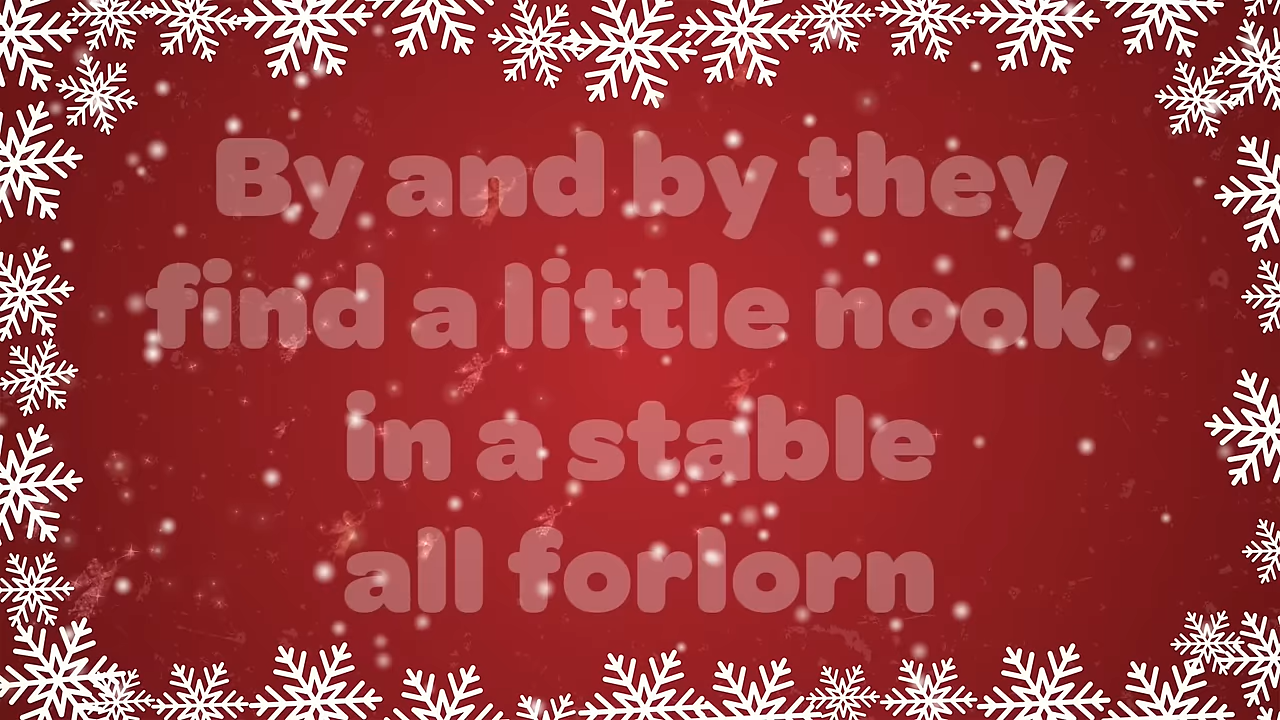 By and by they
find a little nook,
in a stable
all forlorn